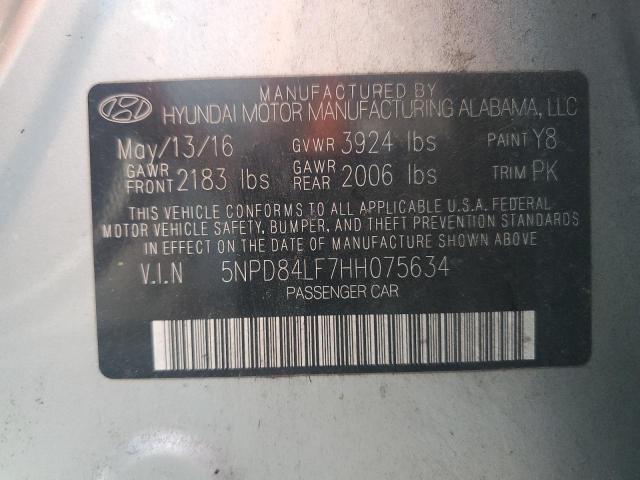 MANUFACTURED BY
HYUNDAI MOTOR MANUFACTURING ALABAMA, LLC
May/13/16 GVWR 3924 lbs PAINT Y8
GAWR FRONT 2183 lbs GAWR REAR 2006 lbs TRIM PK
THIS VEHICLE CONFORMS TO ALL APPLICABLE U.S.A. FEDERAL
MOTOR VEHICLE SAFETY, BUMPER, AND THEFT PREVENTION STANDARDS
IN EFFECT ON THE DATE OF MANUFACTURE SHOWN ABOVE.
V.I.N 5NPD84LF7HH075634
PASSENGER CAR